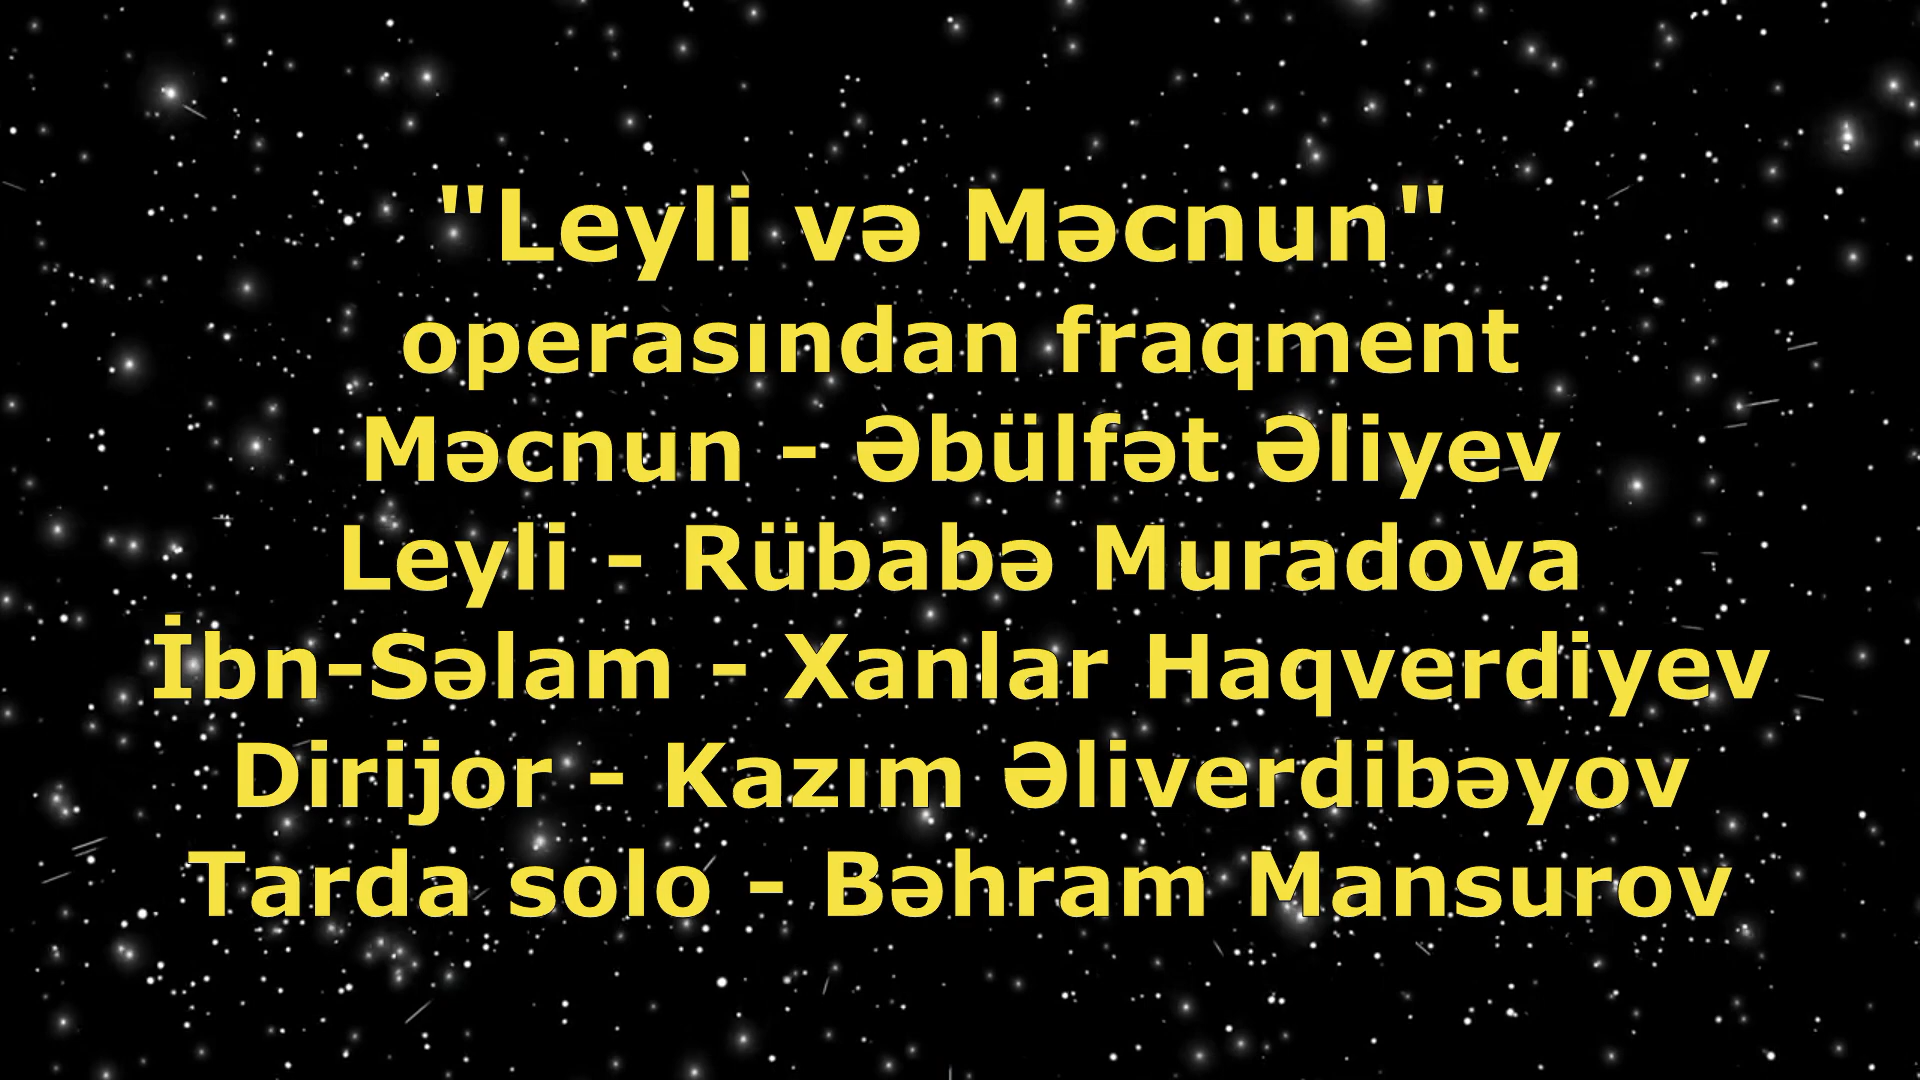 "Leyli və Məcnun"
operasından fraqment
Məcnun – Əbülfət Əliyev
Leyli - Rübabə Muradova
İbn-Səlam - Xanlar Haqverdiyev
Dirijor - Kazım Əliverdibəyov
Tarda solo – Bəhram Mansurov